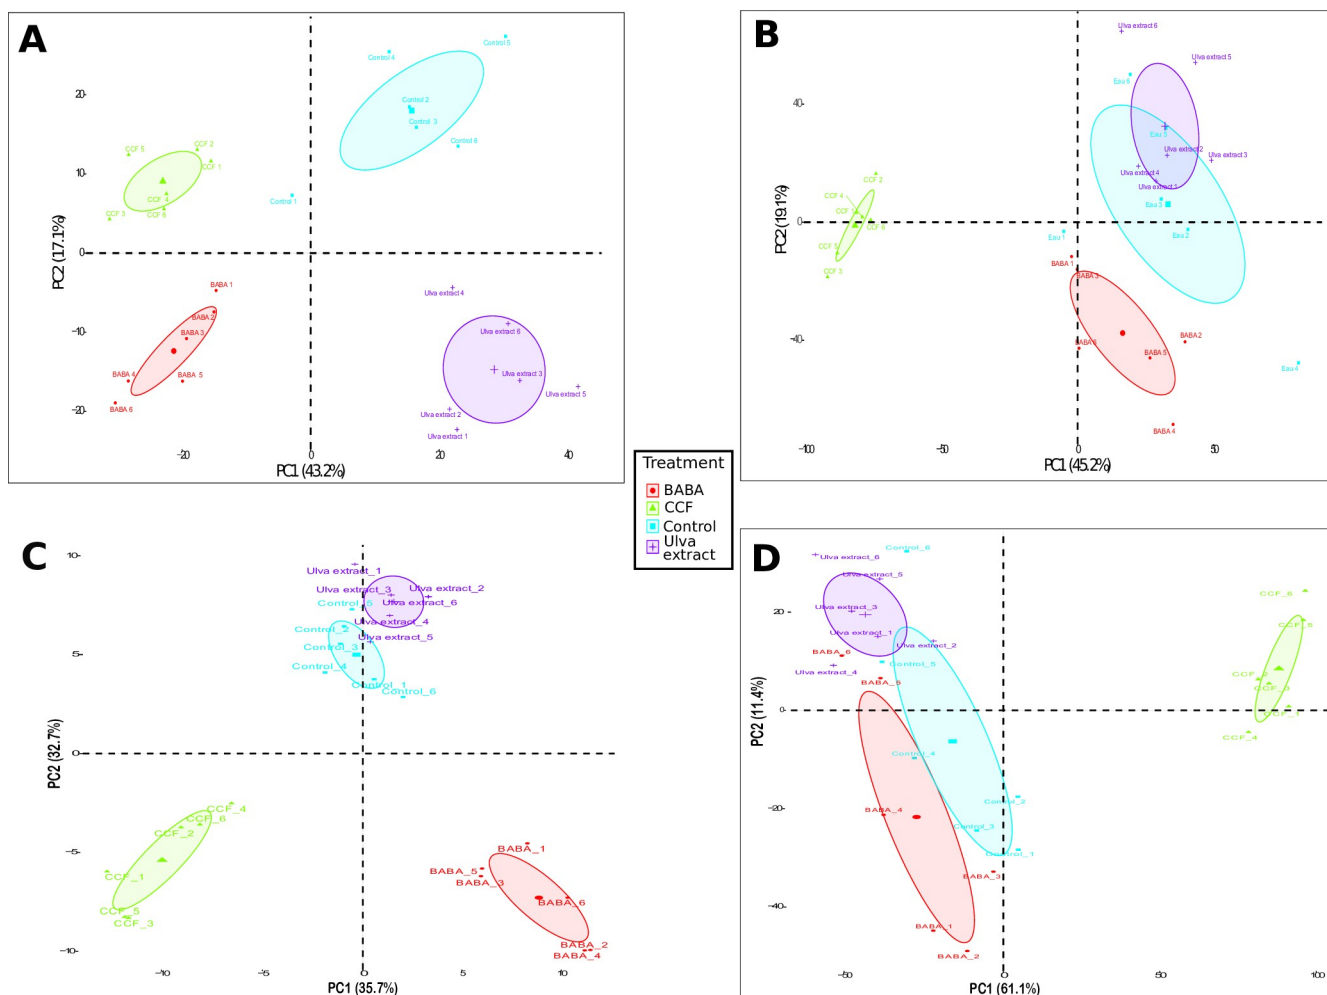 A
Control 5
Control 4
20
Control 2
Control 3
Control 6
CCF 5
CCF 2
CCF 1
10
CCF 4
CCF 6
CCF 3
Control 1
PC2 (17.1%)
0
BABA 1
BABA 2
BABA 3
BABA 4
BABA 5
BABA 6
-10
-20
Ulva extract 4
Ulva extract 6
Ulva extract 3
Ulva extract 5
Ulva extract 2
Ulva extract 1
-20
0
20
40
PC1 (43.2%)
B
Ulva extract 6
Ulva extract 5
Eau 6
40
Eau 5
Ulva extract 2
Ulva extract 3
Ulva extract 4
Ulva extract 1
CCF 2
CCF 4
CCF 1
CCF 6
CCF 5
CCF 3
PC2 (19.1%)
0
Eau 3
Eau 1
Eau 2
BABA 1
BABA 3
-40
BABA 2
BABA 5
Eau 4
BABA 4
-100
-50
0
50
PC1 (45.2%)
Treatment
BABA
CCF
Control
Ulva
extract
C
10
Ulva extract_1
Ulva extract_3
Ulva extract_2
Control_5
Ulva extract_6
Ulva extract_4
Control_2
Ulva extract_5
Control_3
5
Control_4
Control_1
Control_6
PC2 (32.7%)
0
CCF_4
CCF_6
CCF_2
-5
CCF_1
CCF_5
CCF_3
BABA_1
BABA_5
BABA_3
BABA_6
BABA_2
BABA_4
-10
-10
-5
0
5
10
PC1 (35.7%)
D
Ulva extract_6
Control_6
Ulva extract_5
20
Ulva extract_3
Ulva extract_1
Ulva extract_2
BABA_6
Control_5
Ulva extract_4
BABA_5
CCF_6
CCF_5
CCF_2
CCF_3
CCF_1
CCF_4
PC2 (11.4%)
0
Control_4
-20
BABA_4
Control_2
Control_3
Control_1
BABA_3
-40
BABA_1
BABA_2
-50
0
50
100
PC1 (61.1%)